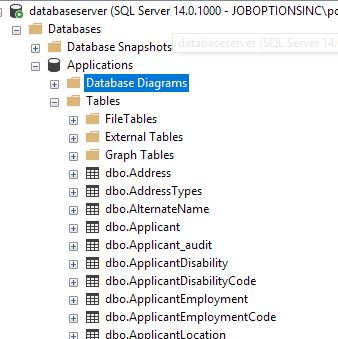 databaseserver (SQL Server 14.0.1000 - JOBOPTIONSINC\
Databases
databaseserver (SQL Server 14.0.1000 -
Database Snapshots
Applications
Database Diagrams
Tables
FileTables
External Tables
Graph Tables
dbo.Address
dbo.AddressTypes
dbo.AlternateName
dbo.Applicant
dbo.Applicant_audit
dbo.ApplicantDisability
dbo.ApplicantDisabilityCode
dbo.ApplicantEmployment
dbo.ApplicantEmploymentCode
dbo.ApplicantLocation